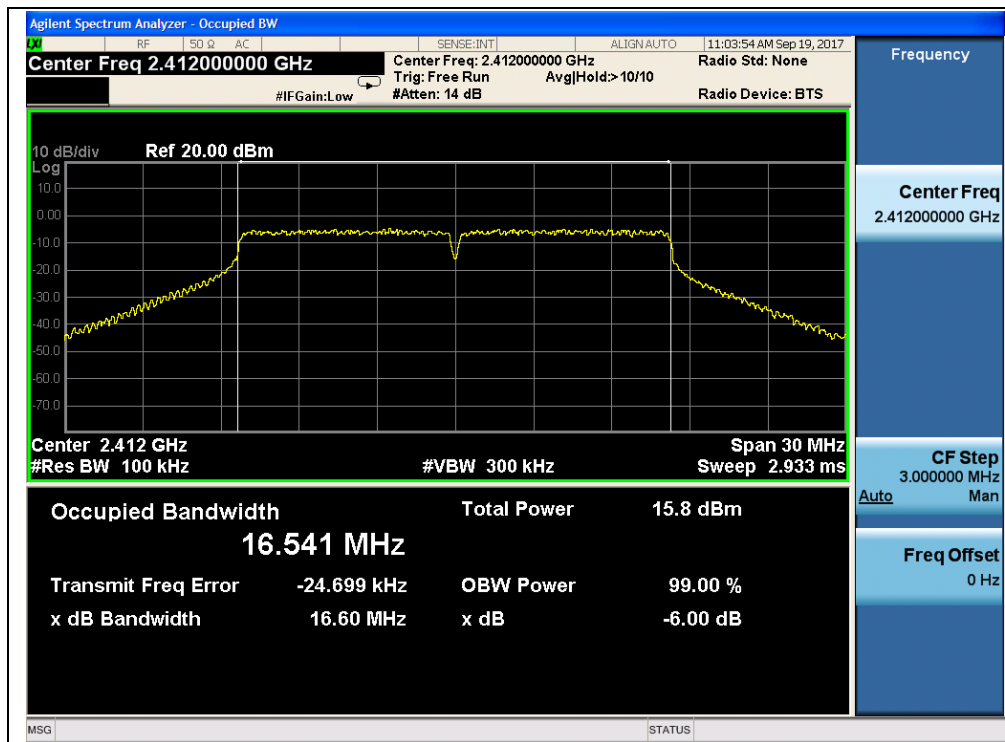 Agilent Spectrum Analyzer - Occupied BW
LXI RF 50 Ω AC SENSE:INT ALIGN AUTO 11:03:54 AM Sep 19, 2017
Center Freq 2.412000000 GHz
#IFGain:Low
Center Freq: 2.412000000 GHz
Trig: Free Run Avg|Hold:>10/10
#Atten: 14 dB
Radio Std: None
Radio Device: BTS
10 dB/div Ref 20.00 dBm
Log
10.0
0.00
-10.0
-20.0
-30.0
-40.0
-50.0
-60.0
-70.0
Center 2.412 GHz Span 30 MHz
#Res BW 100 kHz #VBW 300 kHz Sweep 2.933 ms
Occupied Bandwidth Total Power 15.8 dBm
16.541 MHz
Transmit Freq Error -24.699 kHz OBW Power 99.00 %
x dB Bandwidth 16.60 MHz x dB -6.00 dB
MSG STATUS
Frequency
Center Freq
2.412000000 GHz
CF Step
3.000000 MHz
Auto Man
Freq Offset
0 Hz